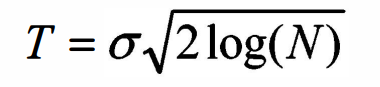 T = σ√2log(N)